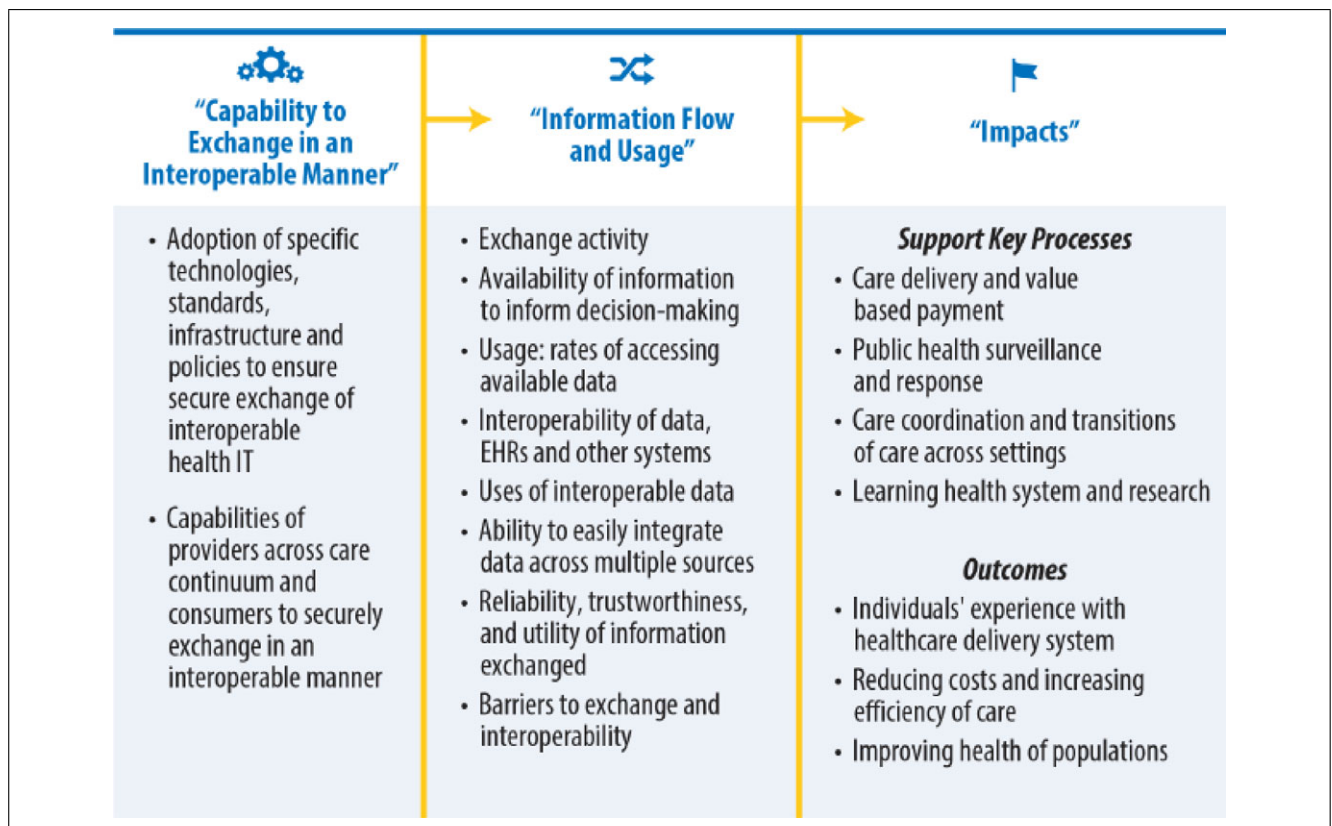 “Capability to
Exchange in an
Interoperable Manner”
• Adoption of specific
technologies,
standards,
infrastructure and
policies to ensure
secure exchange of
interoperable
health IT
• Capabilities of
providers across care
continuum and
consumers to securely
exchange in an
interoperable manner
“Information Flow
and Usage”
• Exchange activity
• Availability of information
to inform decision-making
• Usage: rates of accessing
available data
• Interoperability of data,
EHRs and other systems
• Uses of interoperable data
• Ability to easily integrate
data across multiple sources
• Reliability, trustworthiness,
and utility of information
exchanged
• Barriers to exchange and
interoperability
“Impacts”
Support Key Processes
• Care delivery and value
based payment
• Public health surveillance
and response
• Care coordination and transitions
of care across settings
• Learning health system and research
Outcomes
• Individuals' experience with
healthcare delivery system
• Reducing costs and increasing
efficiency of care
• Improving health of populations